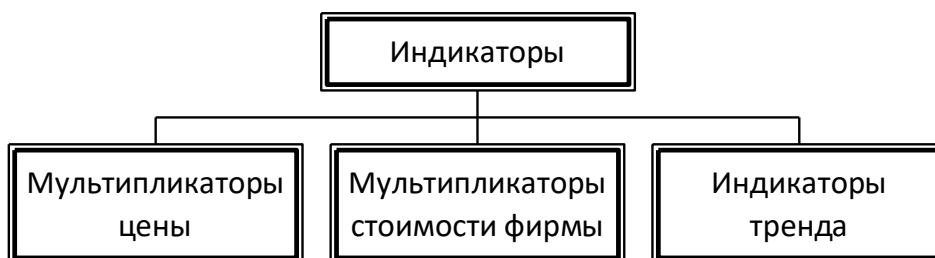 Индикаторы
Мультипликаторы
цены
Мультипликаторы
стоимости фирмы
Индикаторы
тренда